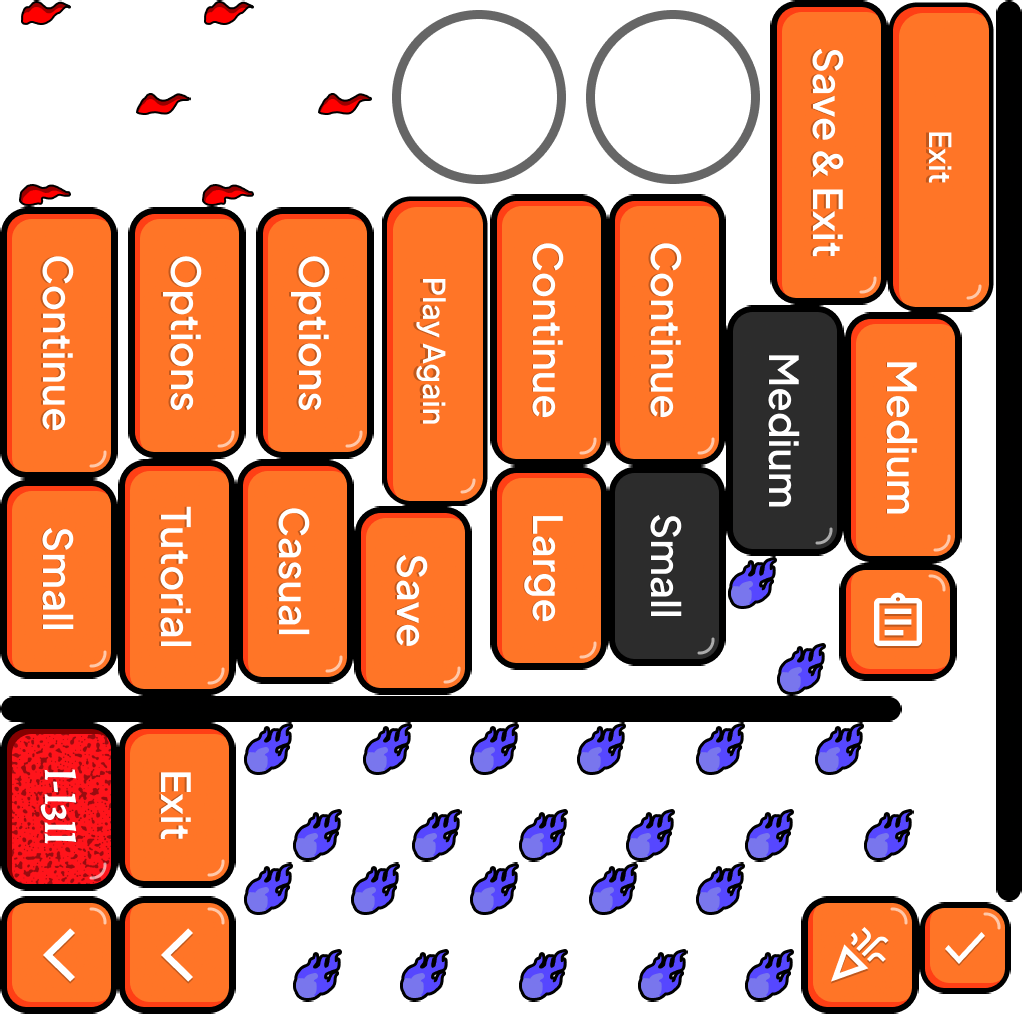 Save & Exit
Exit
Continue
Options
Options
Play Again
Continue
Continue
Medium
Medium
Small
Tutorial
Casual
Save
Large
Small
Exit